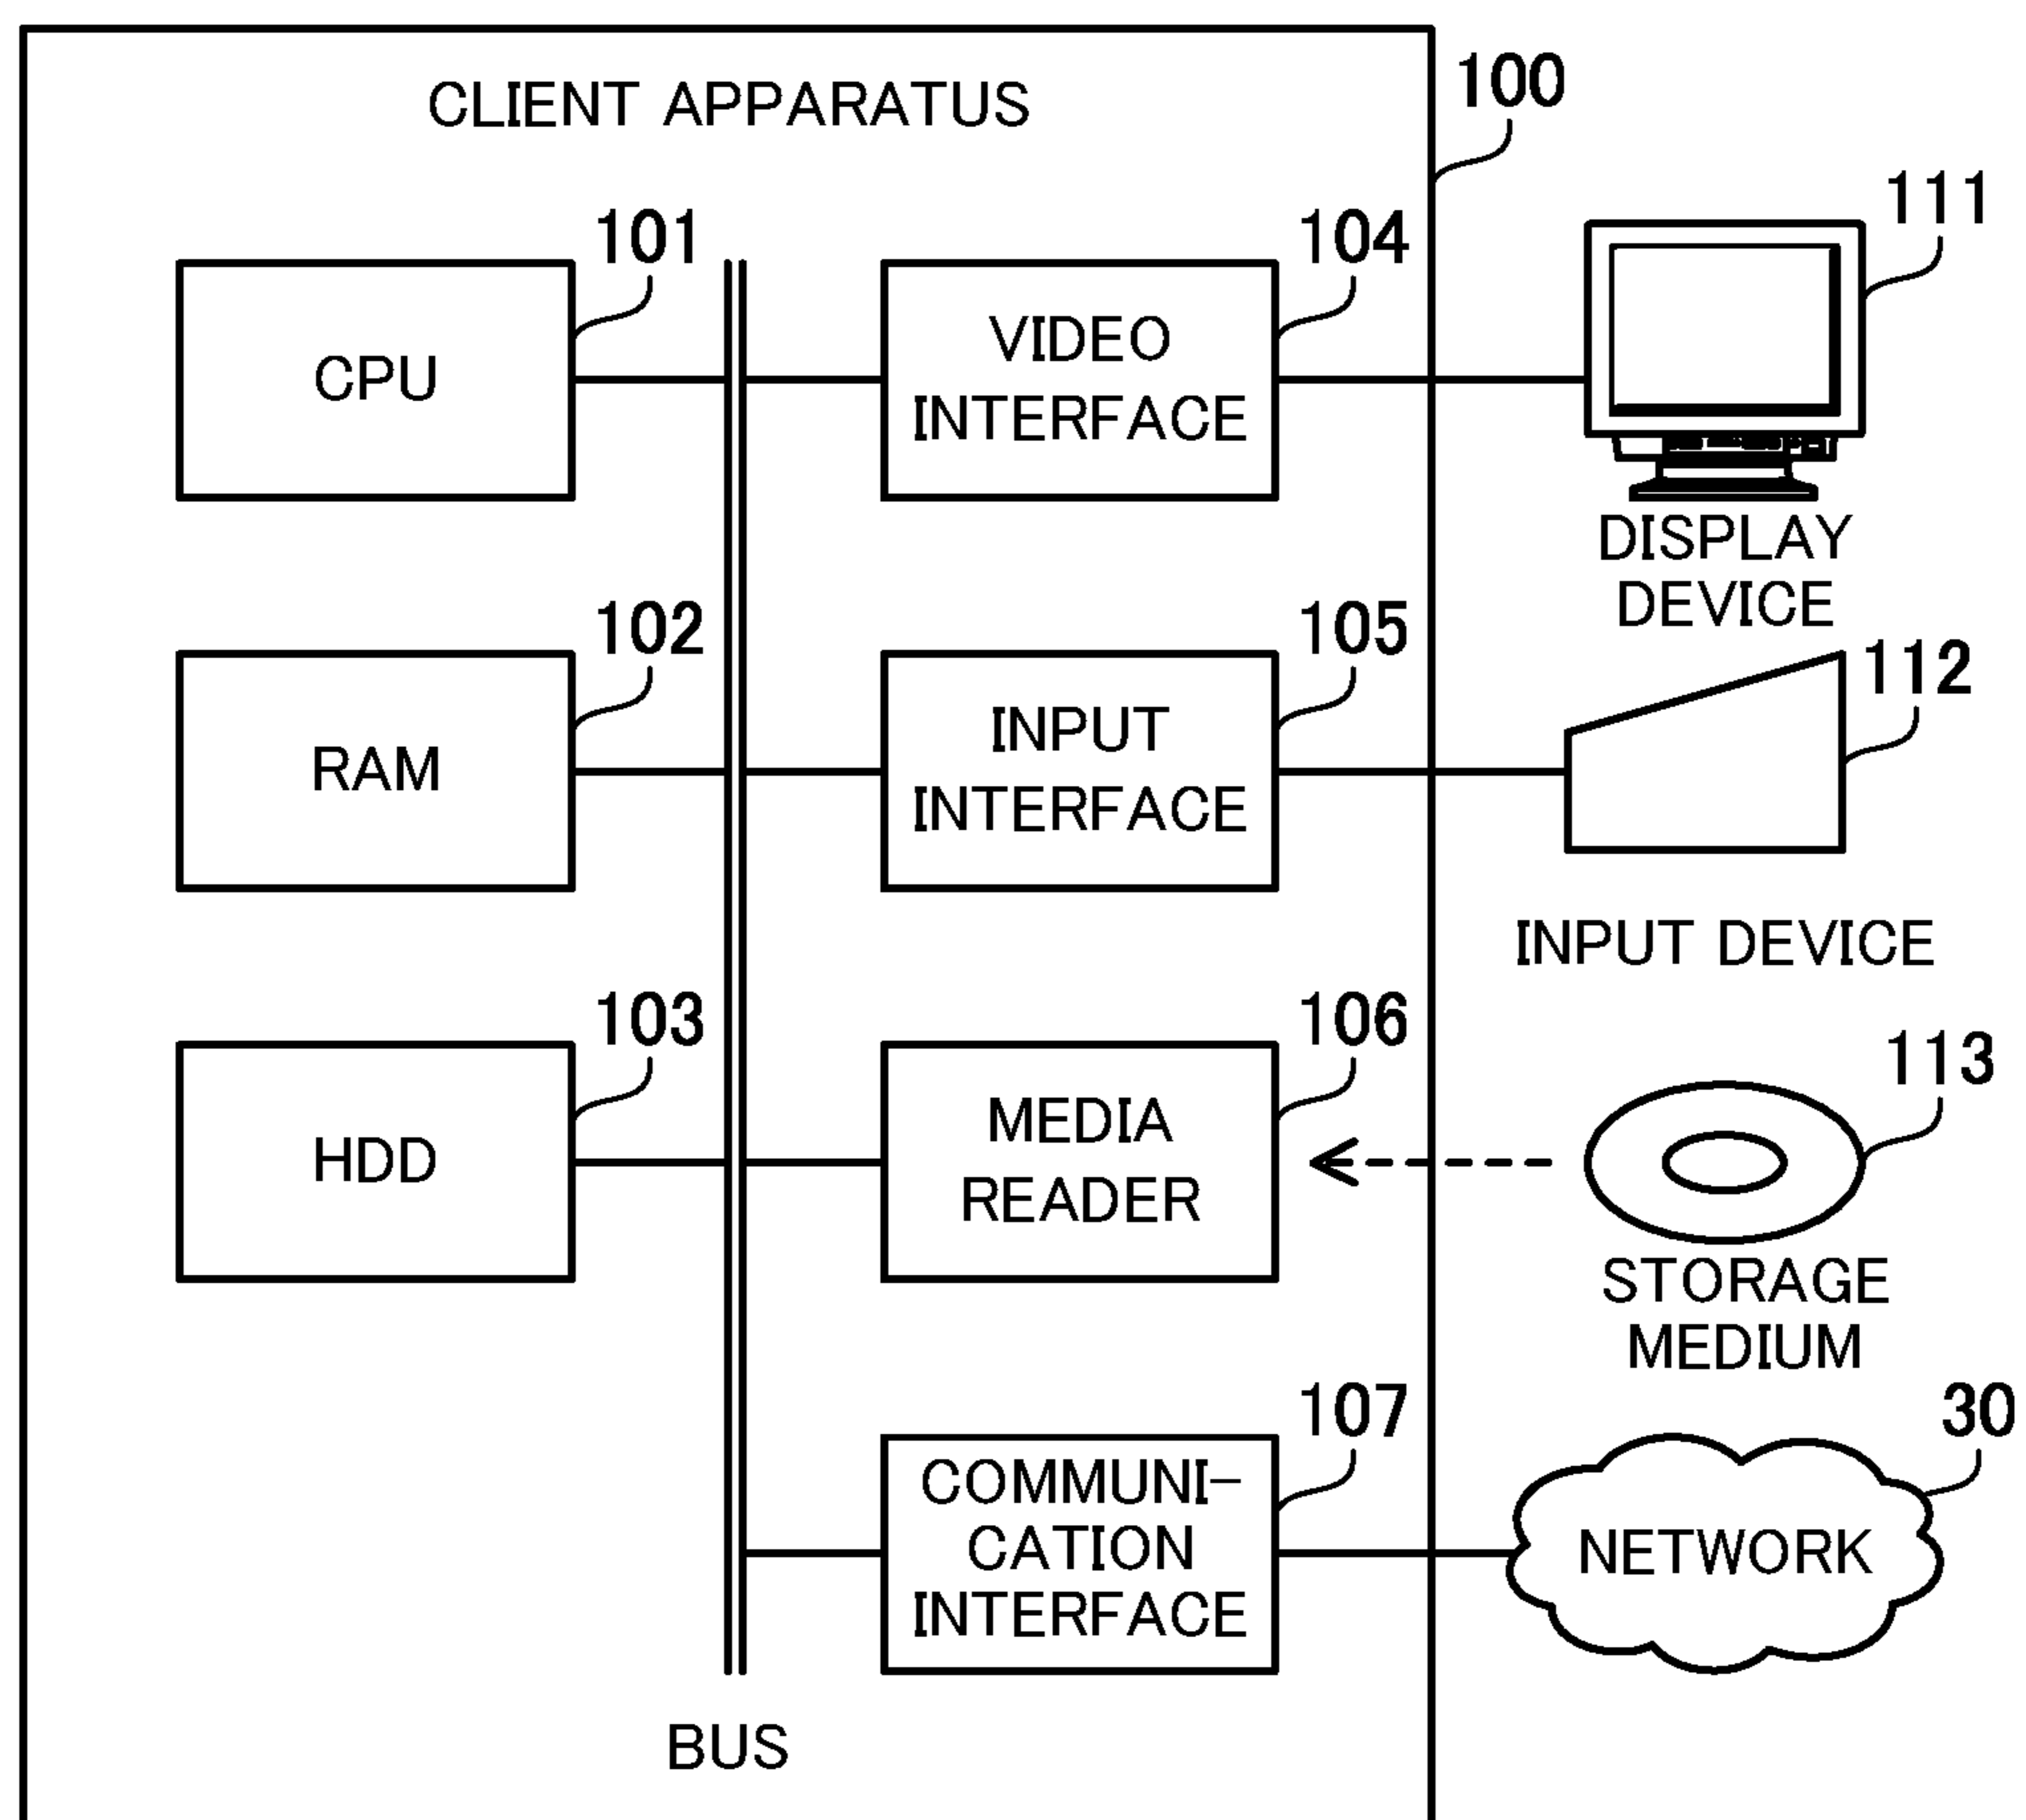 CLIENT APPARATUS
100
101
CPU
104
VIDEO
INTERFACE
111
DISPLAY
DEVICE
102
RAM
105
INPUT
INTERFACE
112
INPUT DEVICE
103
HDD
106
MEDIA
READER
113
STORAGE
MEDIUM
107
COMMUNI-
CATION
INTERFACE
30
NETWORK
BUS